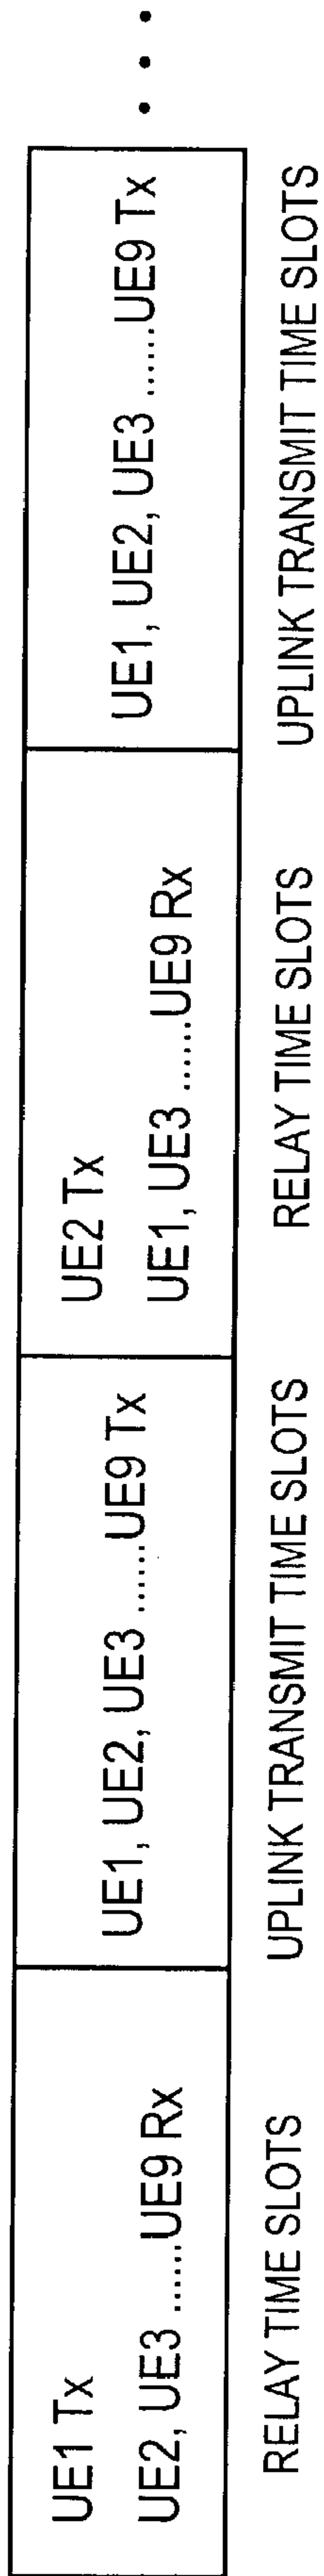 UE1 Tx
UE2, UE3 .......UE9 Rx
RELAY TIME SLOTS
UE1, UE2, UE3 ......UE9 Tx
UPLINK TRANSMIT TIME SLOTS
UE2 Tx
UE1, UE3 .......UE9 Rx
RELAY TIME SLOTS
UE1, UE2, UE3 ......UE9 Tx
UPLINK TRANSMIT TIME SLOTS
• • •